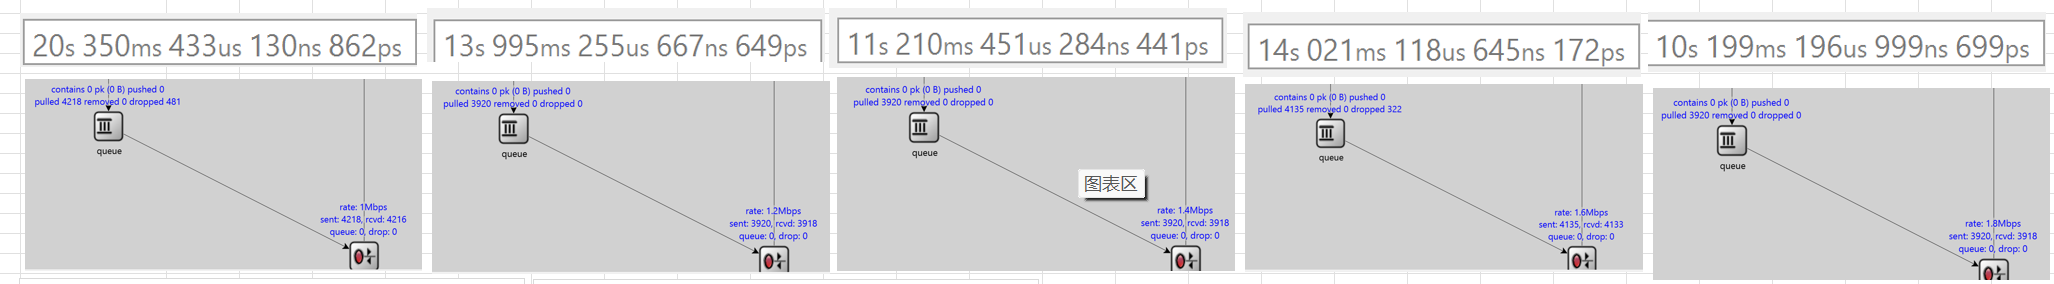 20s 350ms 433us 130ns 862ps
contains 0 pk (0 B) pushed 0
pulled 4218 removed 0 dropped 481
queue
rate: 1Mbps
sent: 4218, rcvd: 4216
queue: 0, drop: 0
13s 995ms 255us 667ns 649ps
contains 0 pk (0 B) pushed 0
pulled 3920 removed 0 dropped 0
queue
rate: 1.2Mbps
sent: 3920, rcvd: 3918
queue: 0, drop: 0
11s 210ms 451us 284ns 441ps
contains 0 pk (0 B) pushed 0
pulled 3920 removed 0 dropped 0
queue
图表区
rate: 1.4Mbps
sent: 3920, rcvd: 3918
queue: 0, drop: 0
14s 021ms 118us 645ns 172ps
contains 0 pk (0 B) pushed 0
pulled 4135 removed 0 dropped 322
queue
rate: 1.6Mbps
sent: 4135, rcvd: 4133
queue: 0, drop: 0
10s 199ms 196us 999ns 699ps
contains 0 pk (0 B) pushed 0
pulled 3920 removed 0 dropped 0
queue
rate: 1.8Mbps
sent: 3920, rcvd: 3918
queue: 0, drop: 0